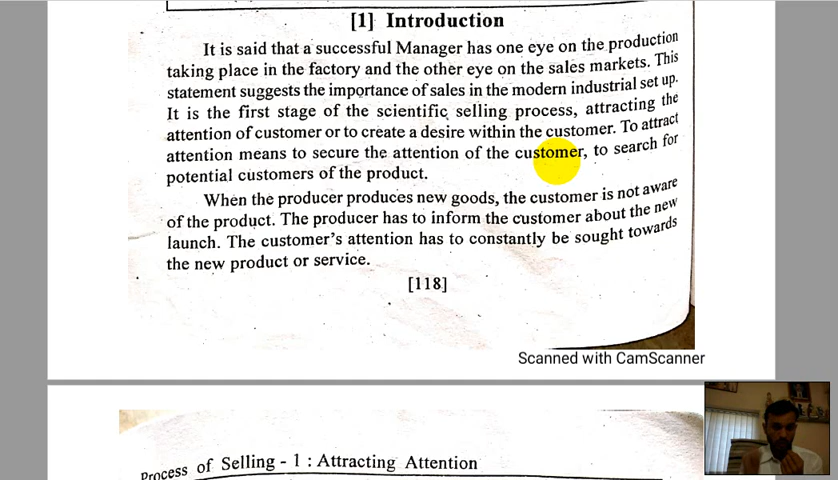 [1] Introduction
It is said that a successful Manager has one eye on the production
taking place in the factory and the other eye on the sales markets. This
statement suggests the importance of sales in the modern industrial set up.
It is the first stage of the scientific selling process, attracting the
attention of customer or to create a desire within the customer. To attract
attention means to secure the attention of the customer, to search for
potential customers of the product.
When the producer produces new goods, the customer is not aware
of the product. The producer has to inform the customer about the new
launch. The customer's attention has to constantly be sought towards
the new product or service.
[118]
Scanned with CamScanner
Process of Selling - 1 : Attracting Attention